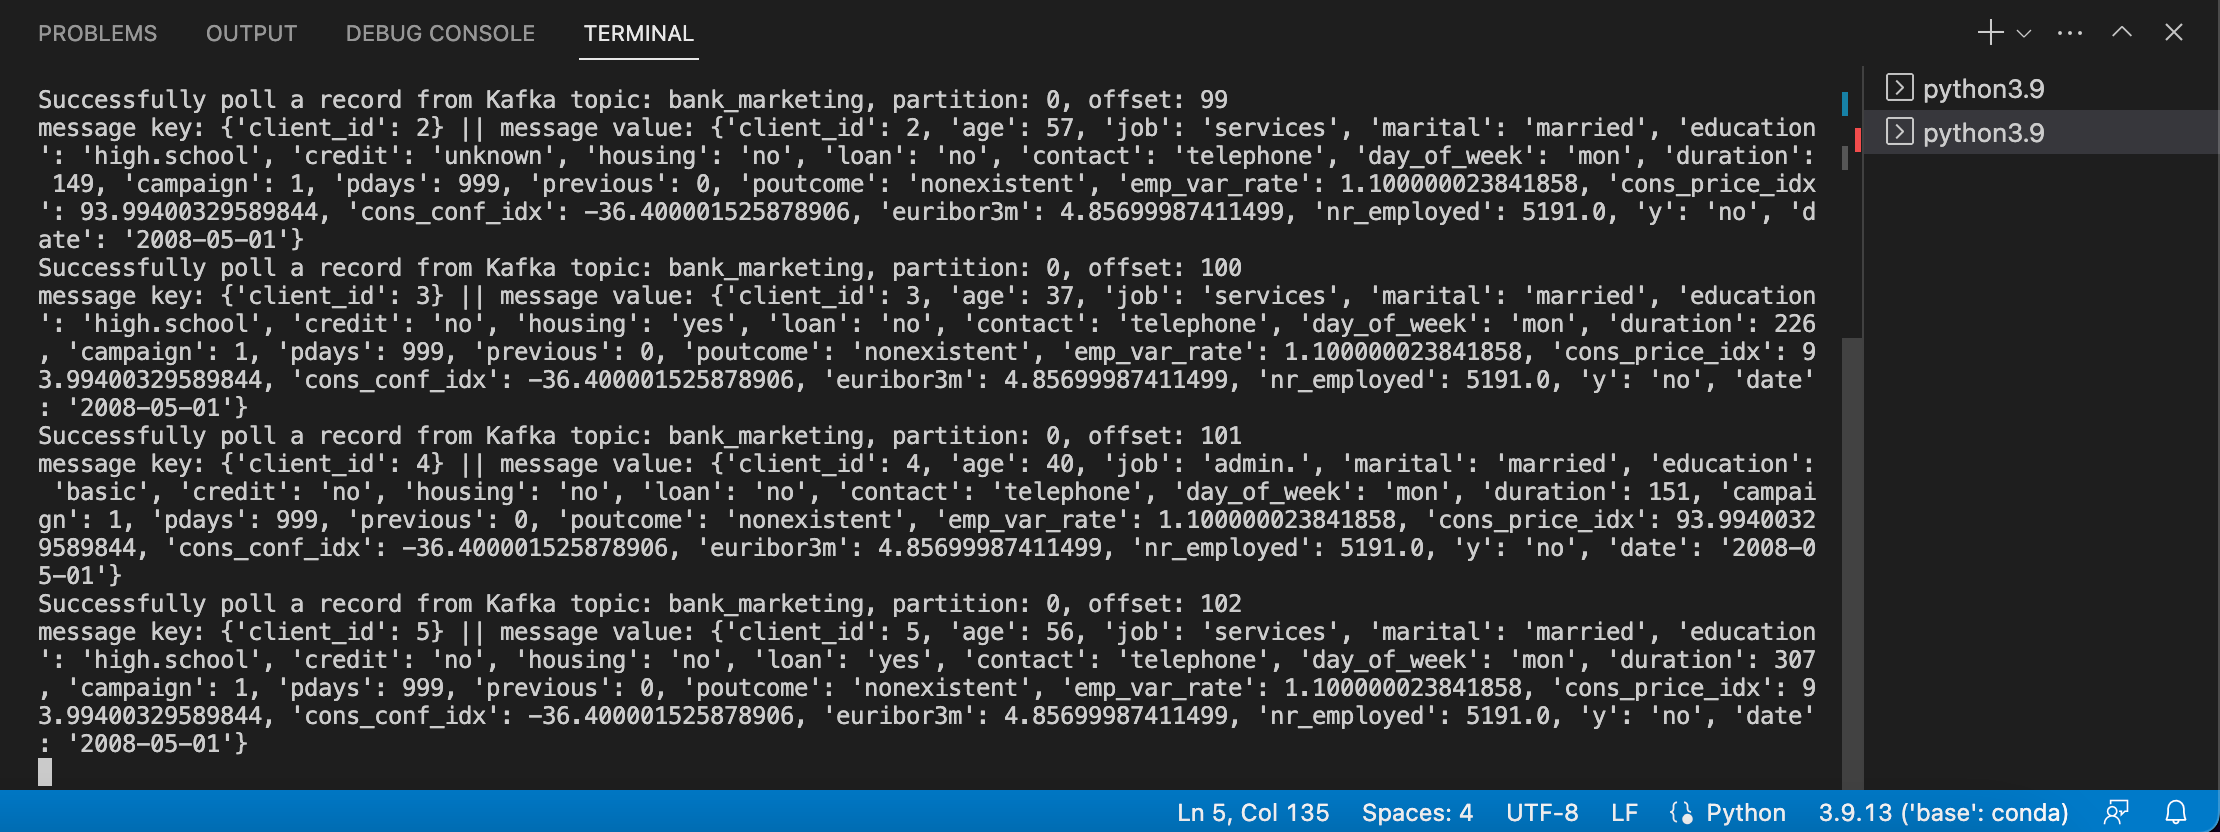 PROBLEMS OUTPUT DEBUG CONSOLE TERMINAL
Successfully poll a record from Kafka topic: bank_marketing, partition: 0, offset: 99
message key: {'client_id': 2} || message value: {'client_id': 2, 'age': 57, 'job': 'services', 'marital': 'married', 'education
': 'high.school', 'credit': 'unknown', 'housing': 'no', 'loan': 'no', 'contact': 'telephone', 'day_of_week': 'mon', 'duration':
 149, 'campaign': 1, 'pdays': 999, 'previous': 0, 'poutcome': 'nonexistent', 'emp_var_rate': 1.100000023841858, 'cons_price_idx
': 93.99400329589844, 'cons_conf_idx': -36.400001525878906, 'euribor3m': 4.85699987411499, 'nr_employed': 5191.0, 'y': 'no', 'd
ate': '2008-05-01'}
Successfully poll a record from Kafka topic: bank_marketing, partition: 0, offset: 100
message key: {'client_id': 3} || message value: {'client_id': 3, 'age': 37, 'job': 'services', 'marital': 'married', 'education
': 'high.school', 'credit': 'no', 'housing': 'yes', 'loan': 'no', 'contact': 'telephone', 'day_of_week': 'mon', 'duration': 226
, 'campaign': 1, 'pdays': 999, 'previous': 0, 'poutcome': 'nonexistent', 'emp_var_rate': 1.100000023841858, 'cons_price_idx': 9
3.99400329589844, 'cons_conf_idx': -36.400001525878906, 'euribor3m': 4.85699987411499, 'nr_employed': 5191.0, 'y': 'no', 'date'
: '2008-05-01'}
Successfully poll a record from Kafka topic: bank_marketing, partition: 0, offset: 101
message key: {'client_id': 4} || message value: {'client_id': 4, 'age': 40, 'job': 'admin.', 'marital': 'married', 'education':
 'basic', 'credit': 'no', 'housing': 'no', 'loan': 'no', 'contact': 'telephone', 'day_of_week': 'mon', 'duration': 151, 'campai
gn': 1, 'pdays': 999, 'previous': 0, 'poutcome': 'nonexistent', 'emp_var_rate': 1.100000023841858, 'cons_price_idx': 93.9940032
9589844, 'cons_conf_idx': -36.400001525878906, 'euribor3m': 4.85699987411499, 'nr_employed': 5191.0, 'y': 'no', 'date': '2008-0
5-01'}
Successfully poll a record from Kafka topic: bank_marketing, partition: 0, offset: 102
message key: {'client_id': 5} || message value: {'client_id': 5, 'age': 56, 'job': 'services', 'marital': 'married', 'education
': 'high.school', 'credit': 'no', 'housing': 'no', 'loan': 'yes', 'contact': 'telephone', 'day_of_week': 'mon', 'duration': 307
, 'campaign': 1, 'pdays': 999, 'previous': 0, 'poutcome': 'nonexistent', 'emp_var_rate': 1.100000023841858, 'cons_price_idx': 9
3.99400329589844, 'cons_conf_idx': -36.400001525878906, 'euribor3m': 4.85699987411499, 'nr_employed': 5191.0, 'y': 'no', 'date'
: '2008-05-01'}
python3.9
python3.9
Ln 5, Col 135 Spaces: 4 UTF-8 LF Python 3.9.13 ('base': conda)